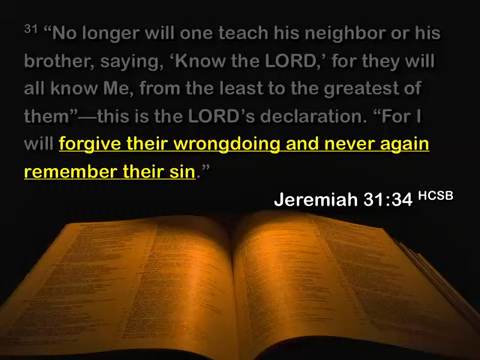 31 “No longer will one teach his neighbor or his
brother, saying, ‘Know the LORD,’ for they will
all know Me, from the least to the greatest of
them”—this is the LORD’s declaration. “For I
will forgive their wrongdoing and never again
remember their sin.”
Jeremiah 31:34 HCSB